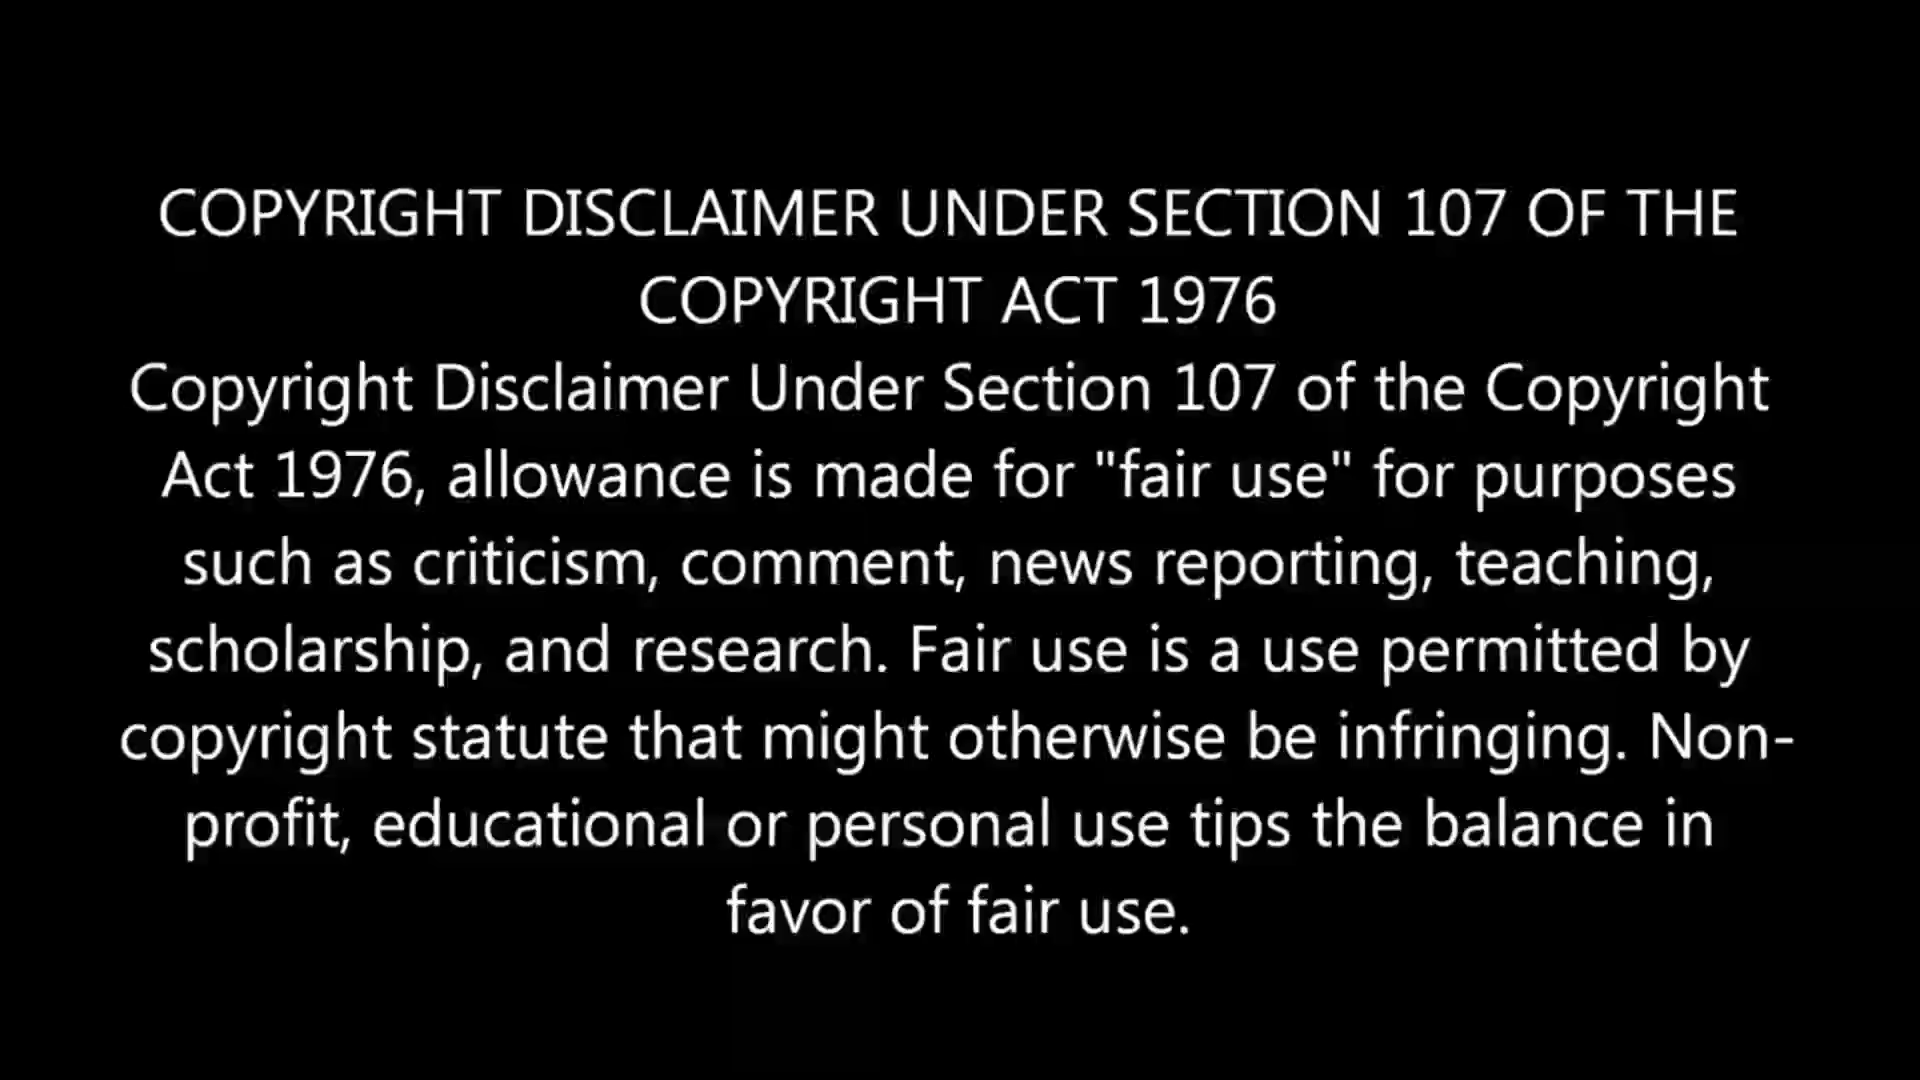 COPYRIGHT DISCLAIMER UNDER SECTION 107 OF THE
COPYRIGHT ACT 1976
Copyright Disclaimer Under Section 107 of the Copyright
Act 1976, allowance is made for "fair use" for purposes
such as criticism, comment, news reporting, teaching,
scholarship, and research. Fair use is a use permitted by
copyright statute that might otherwise be infringing. Non-
profit, educational or personal use tips the balance in
favor of fair use.